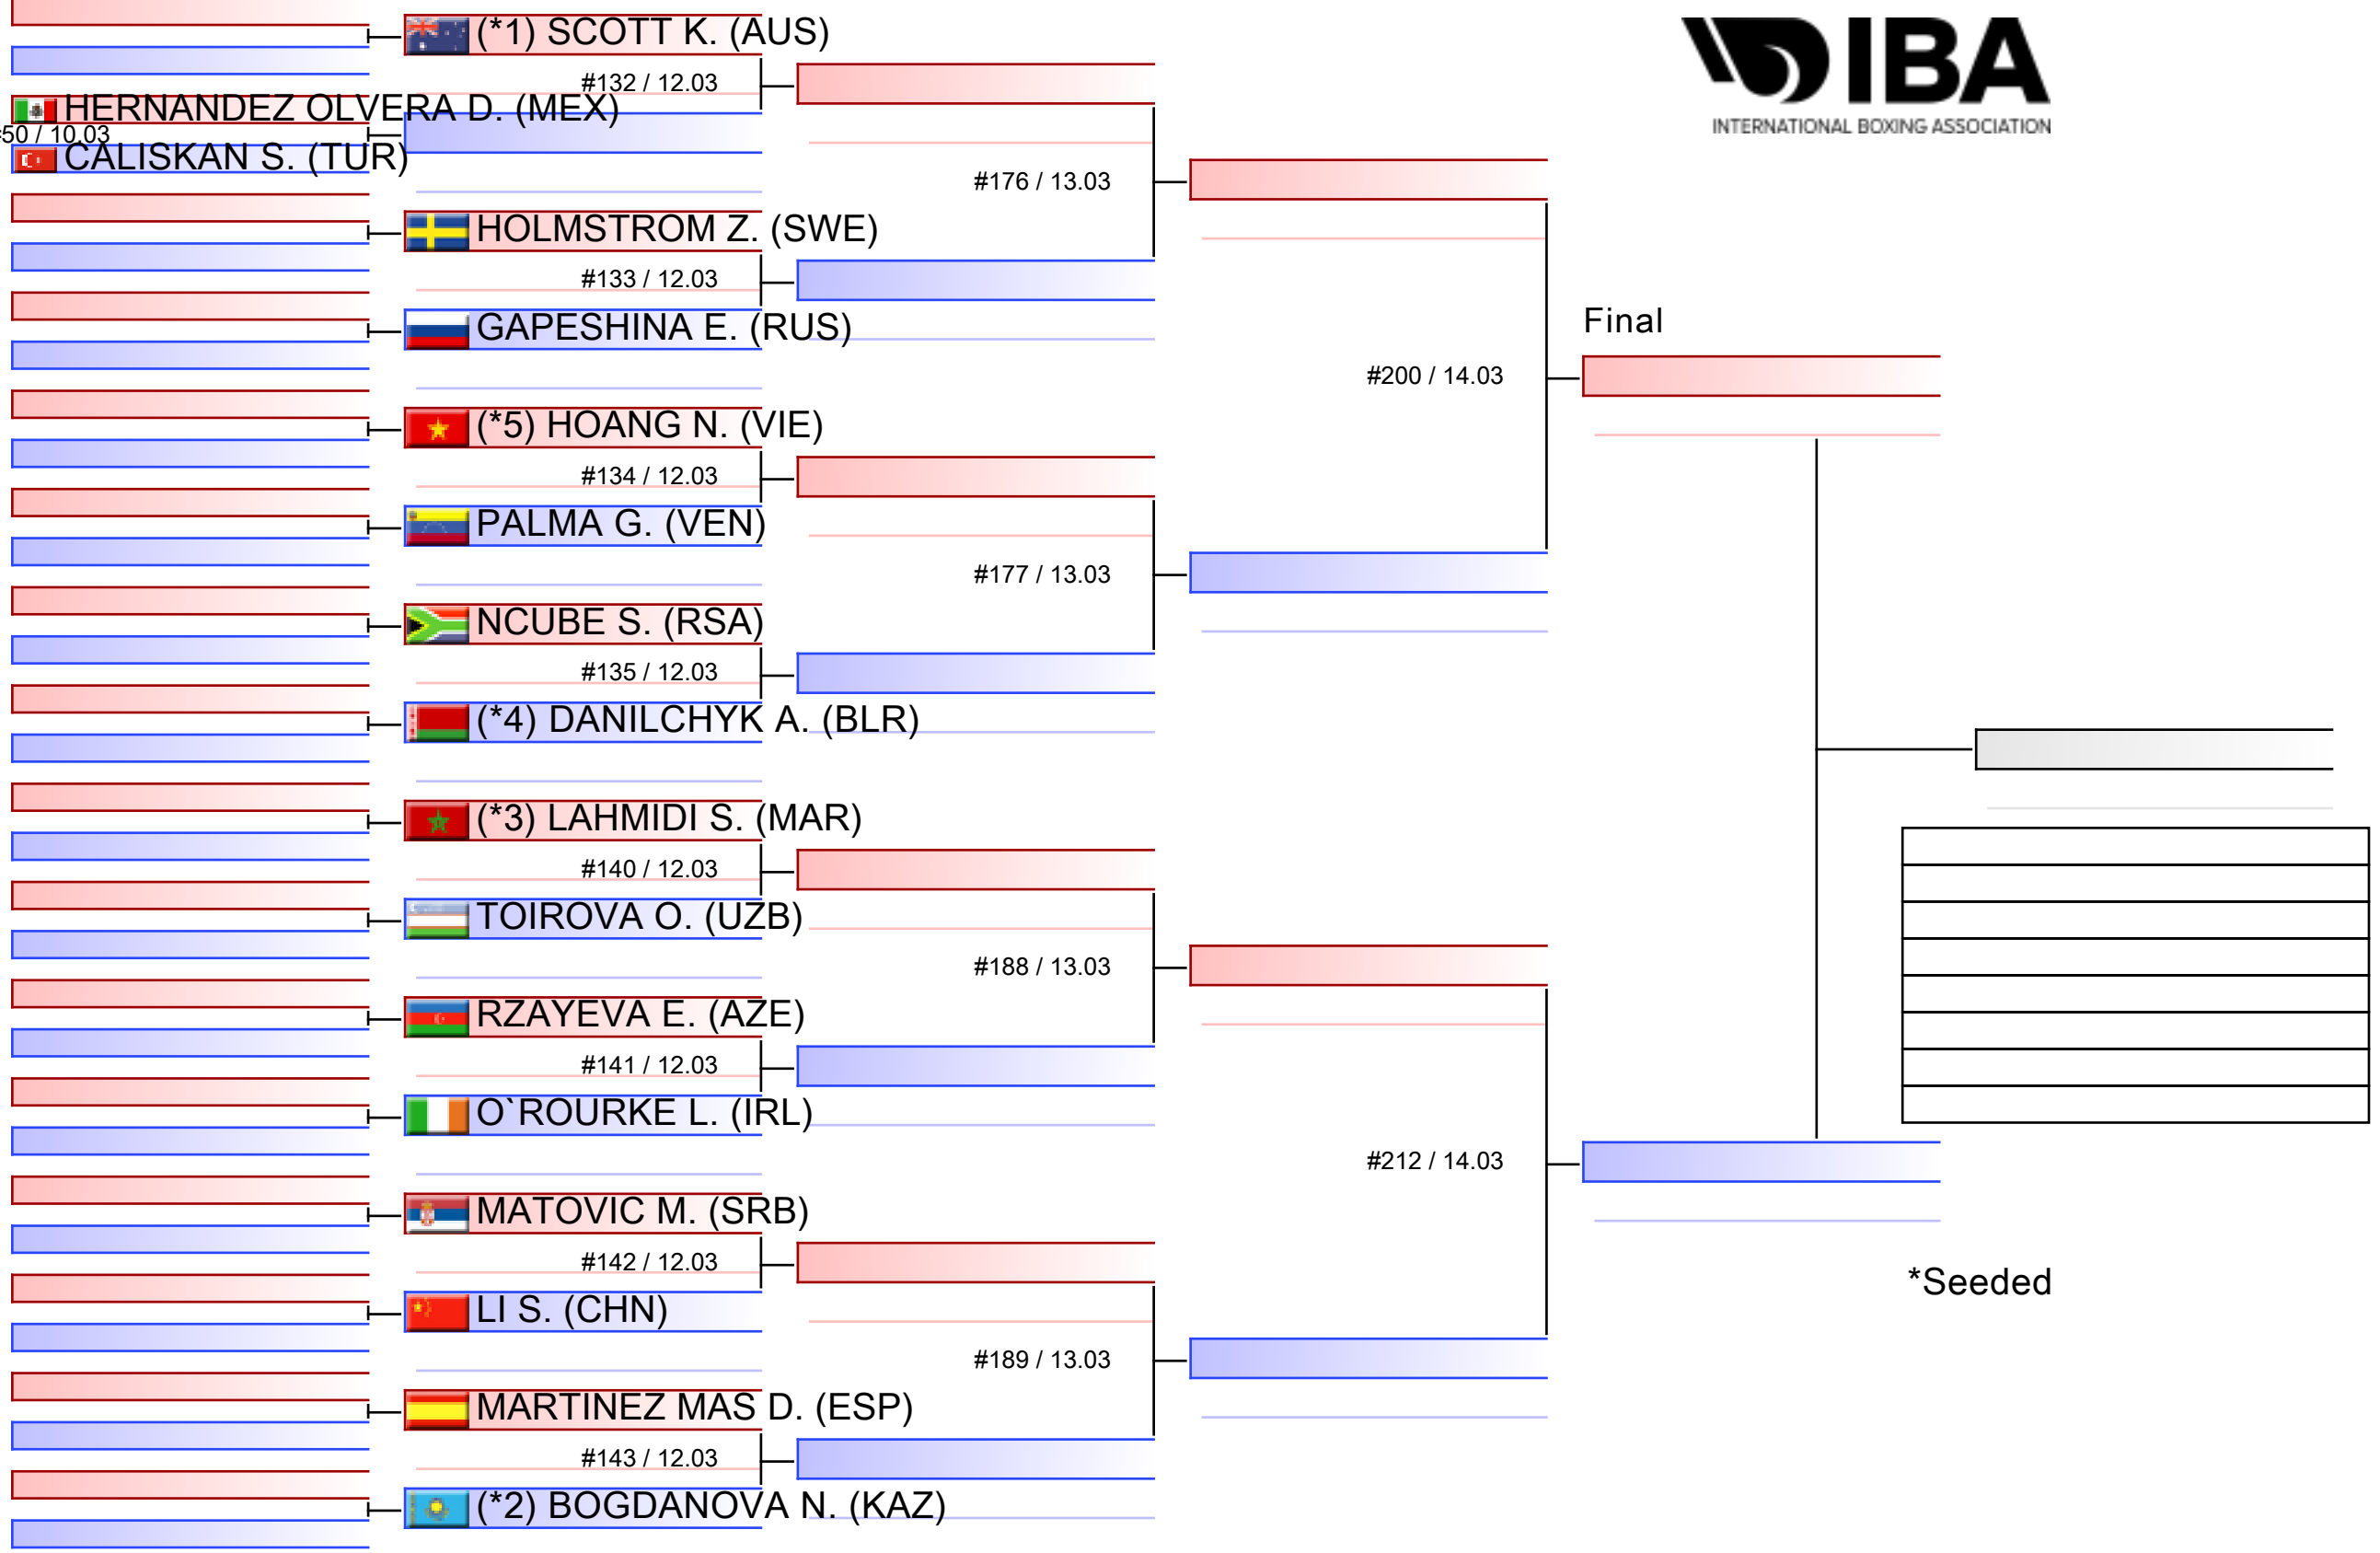 (*1) SCOTT K. (AUS)
#132 / 12.03
HERNANDEZ OLVERA D. (MEX)
50 / 10.03
CALISKAN S. (TUR)
#176 / 13.03
HOLMSTROM Z. (SWE)
#133 / 12.03
GAPESHINA E. (RUS)
#200 / 14.03
(*5) HOANG N. (VIE)
#134 / 12.03
PALMA G. (VEN)
#177 / 13.03
NCUBE S. (RSA)
#135 / 12.03
(*4) DANILCHYK A. (BLR)
(*3) LAHMIDI S. (MAR)
#140 / 12.03
TOIROVA O. (UZB)
#188 / 13.03
RZAYEVA E. (AZE)
#141 / 12.03
O`ROURKE L. (IRL)
#212 / 14.03
MATOVIC M. (SRB)
#142 / 12.03
LI S. (CHN)
#189 / 13.03
MARTINEZ MAS D. (ESP)
#143 / 12.03
(*2) BOGDANOVA N. (KAZ)
IBA
INTERNATIONAL BOXING ASSOCIATION
Final
*Seeded